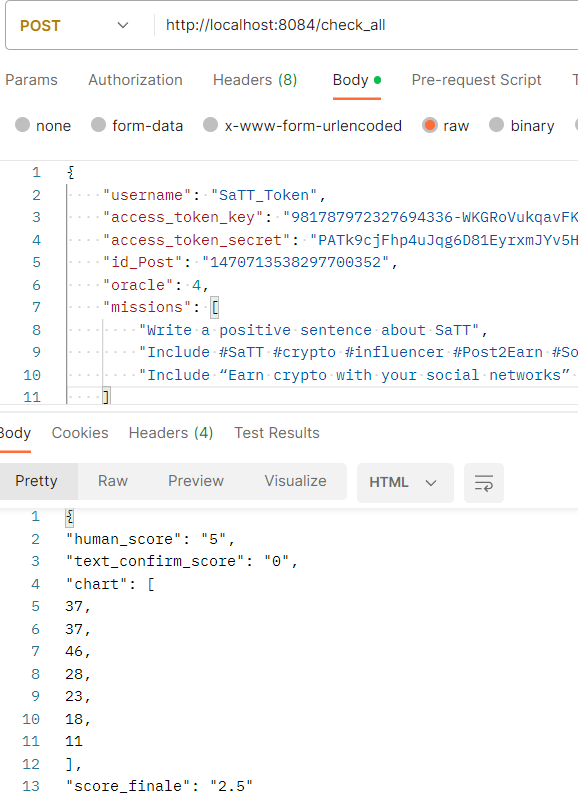 POST http://localhost:8084/check_all
Params Authorization Headers (8) Body Pre-request Script
none form-data x-www-form-urlencoded raw binary
1 {
2 "username": "SaTT_Token",
3 "access_token_key": "981787972327694336-WKGRoVukqavFK
4 "access_token_secret": "PATk9cjFhp4uJqg6D81EyrxmJYv5H
5 "id_Post": "1470713538297700352",
6 "oracle": 4,
7 "missions": [
8 "Write a positive sentence about SaTT",
9 "Include #SaTT #crypto #influencer #Post2Earn #So
10 "Include “Earn crypto with your social networks”
11 ]
Body Cookies Headers (4) Test Results
Pretty Raw Preview Visualize HTML
1 {
2 "human_score": "5",
3 "text_confirm_score": "0",
4 "chart": [
5 37,
6 37,
7 46,
8 28,
9 23,
10 18,
11 11
12 ],
13 "score_finale": "2.5"